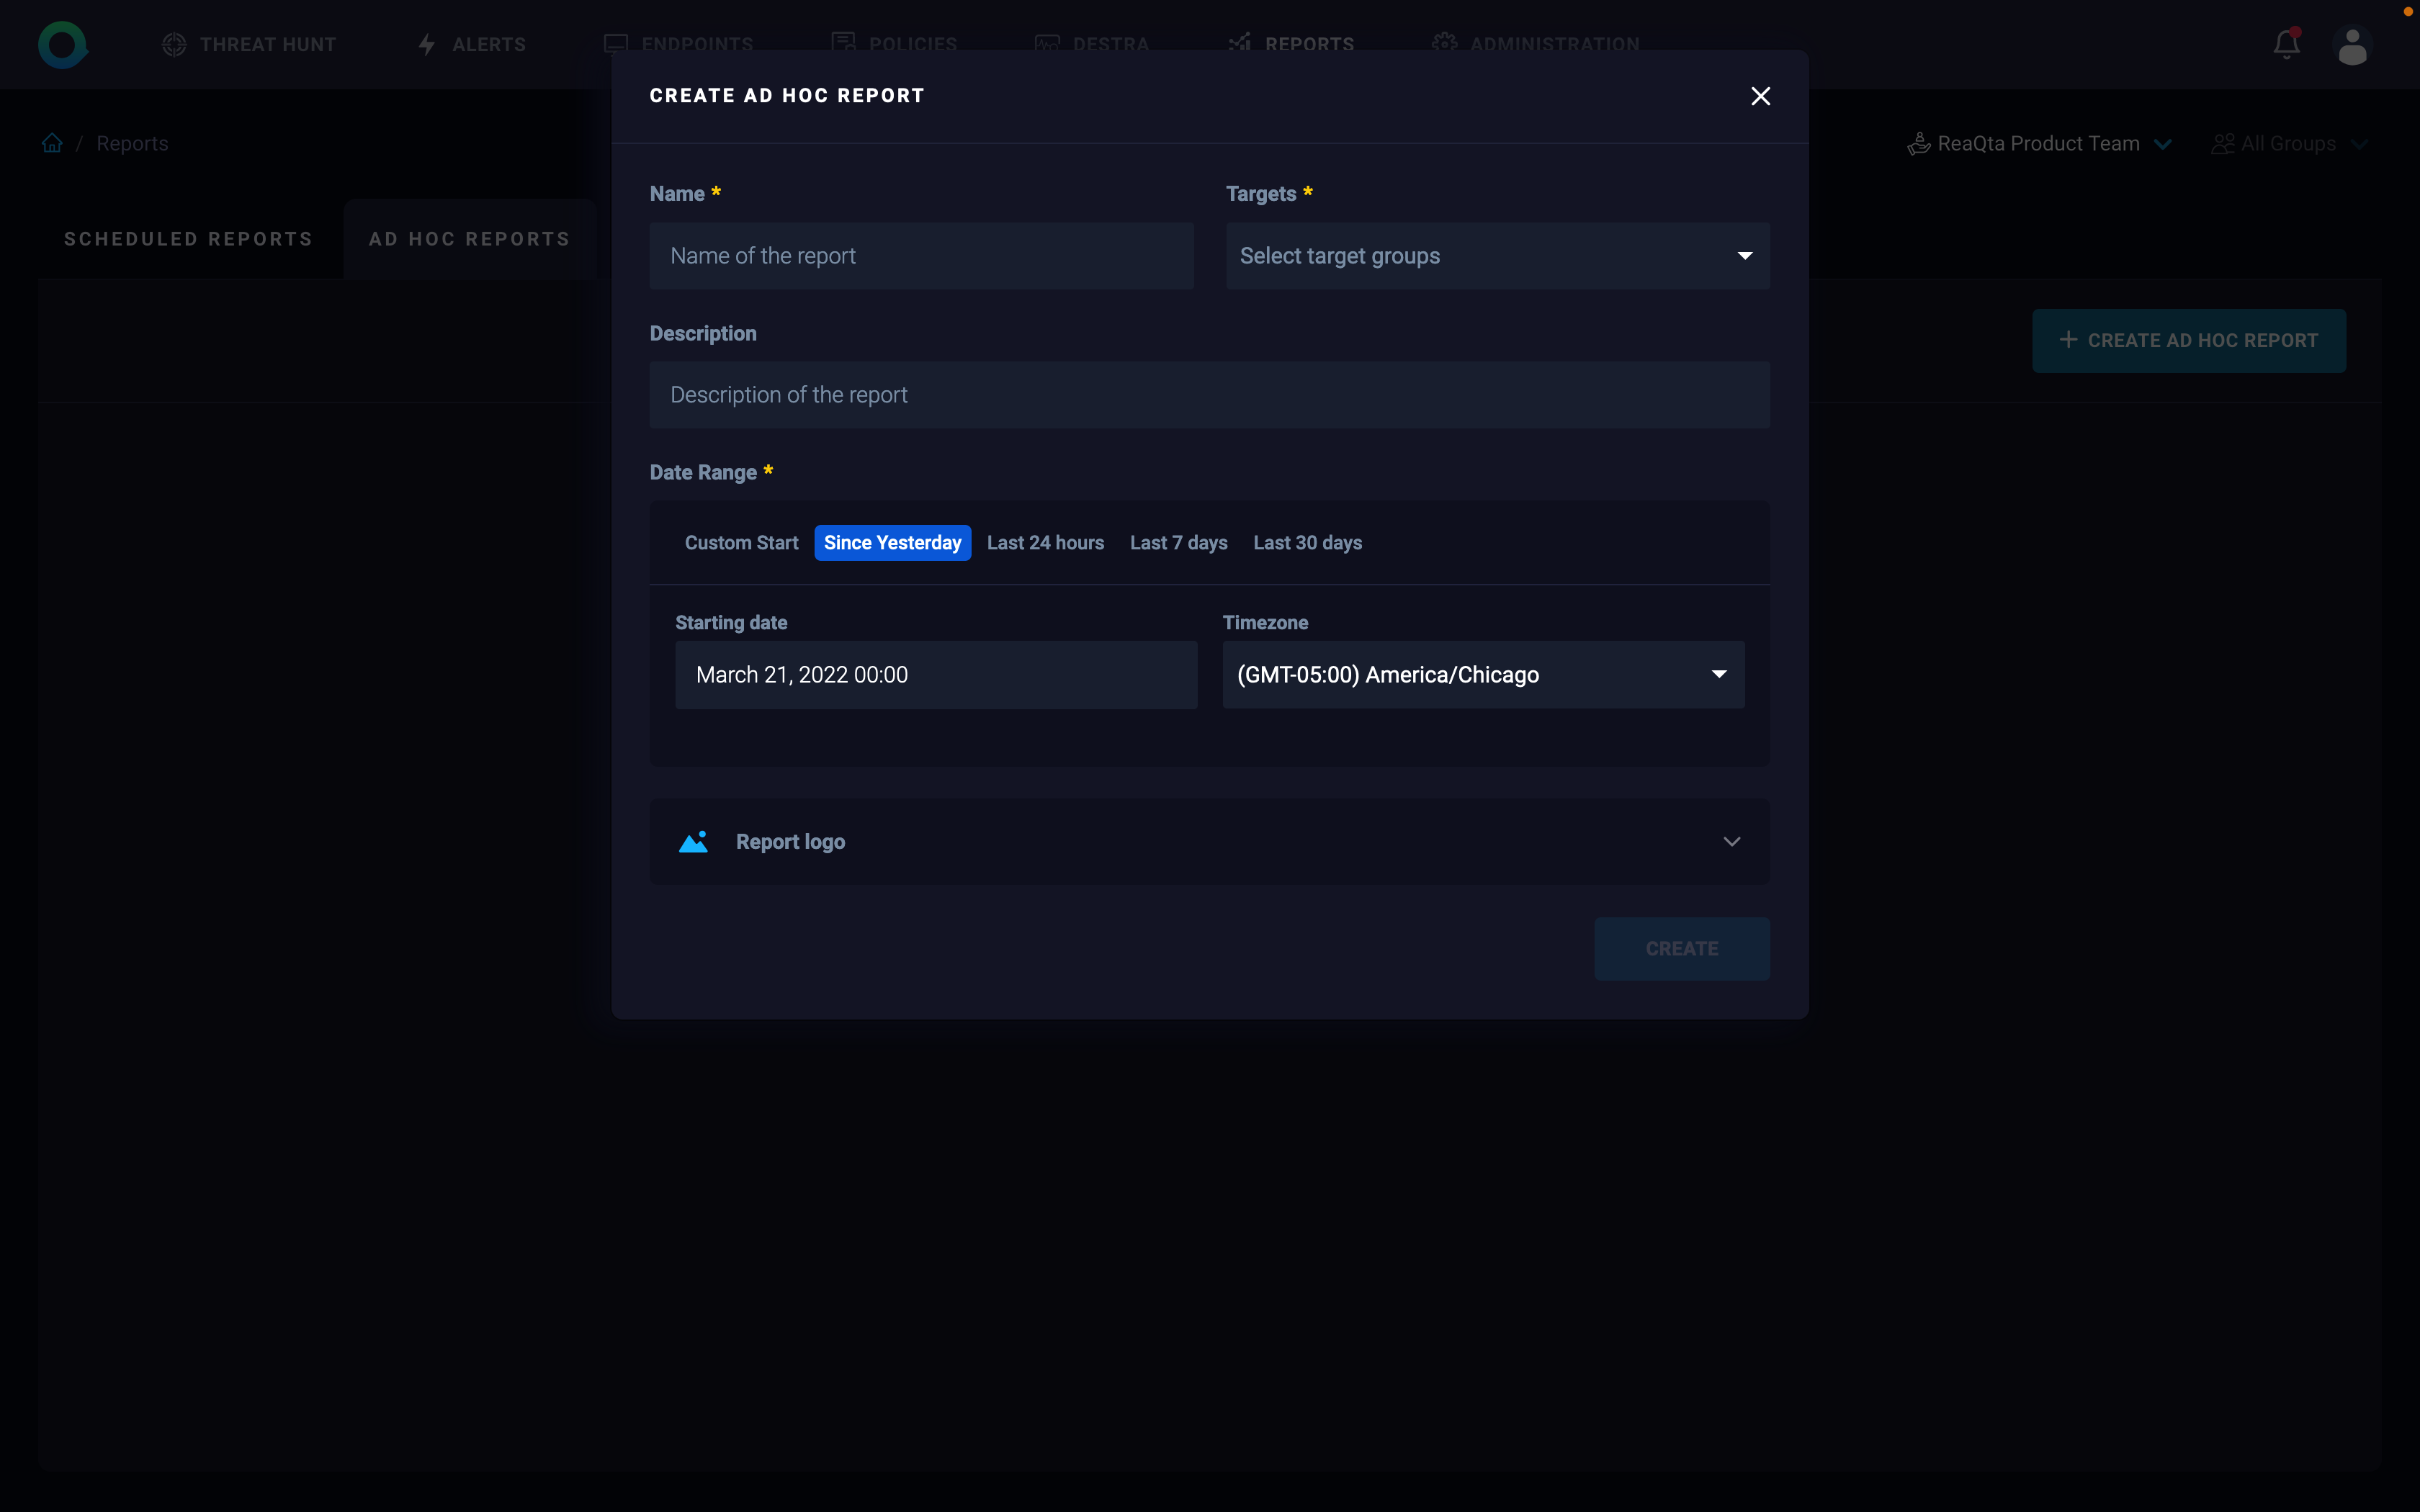 THREAT HUNT ALERTS ENDPOINTS POLICIES DESTRA REPORTS ADMINISTRATION
CREATE AD HOC REPORT
/ Reports
ReaQta Product Team All Groups
SCHEDULED REPORTS AD HOC REPORTS
+ CREATE AD HOC REPORT
Name * Targets *
Name of the report Select target groups
Description
Description of the report
Date Range *
Custom Start Since Yesterday Last 24 hours Last 7 days Last 30 days
Starting date Timezone
March 21, 2022 00:00 (GMT-05:00) America/Chicago
Report logo
CREATE